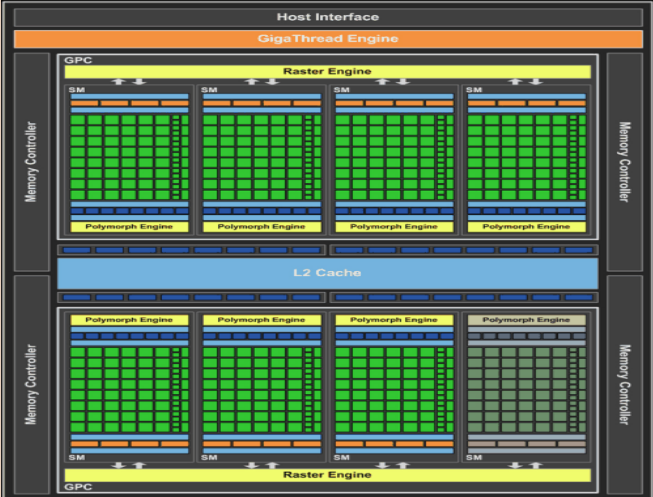 Host Interface
GigaThread Engine
GPC
Raster Engine
SM SM SM SM
Memory Controller
Memory Controller
Polymorph Engine Polymorph Engine Polymorph Engine Polymorph Engine
L2 Cache
Polymorph Engine Polymorph Engine Polymorph Engine Polymorph Engine
Memory Controller
Memory Controller
SM SM SM SM
Raster Engine
GPC